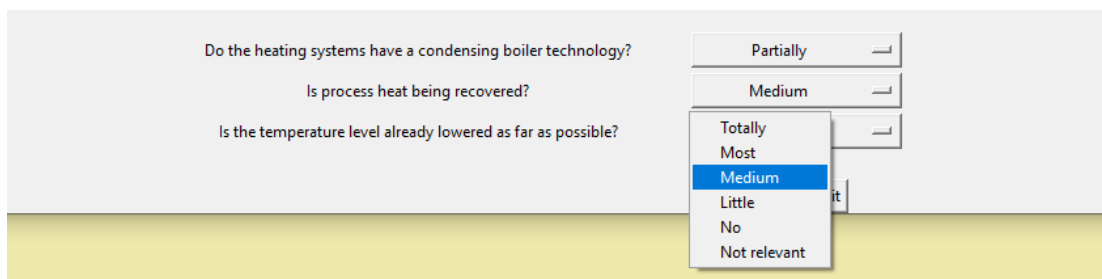 Do the heating systems have a condensing boiler technology? Partially
Is process heat being recovered? Medium
Is the temperature level already lowered as far as possible?
Totally
Most
Medium
Little
it
No
Not relevant